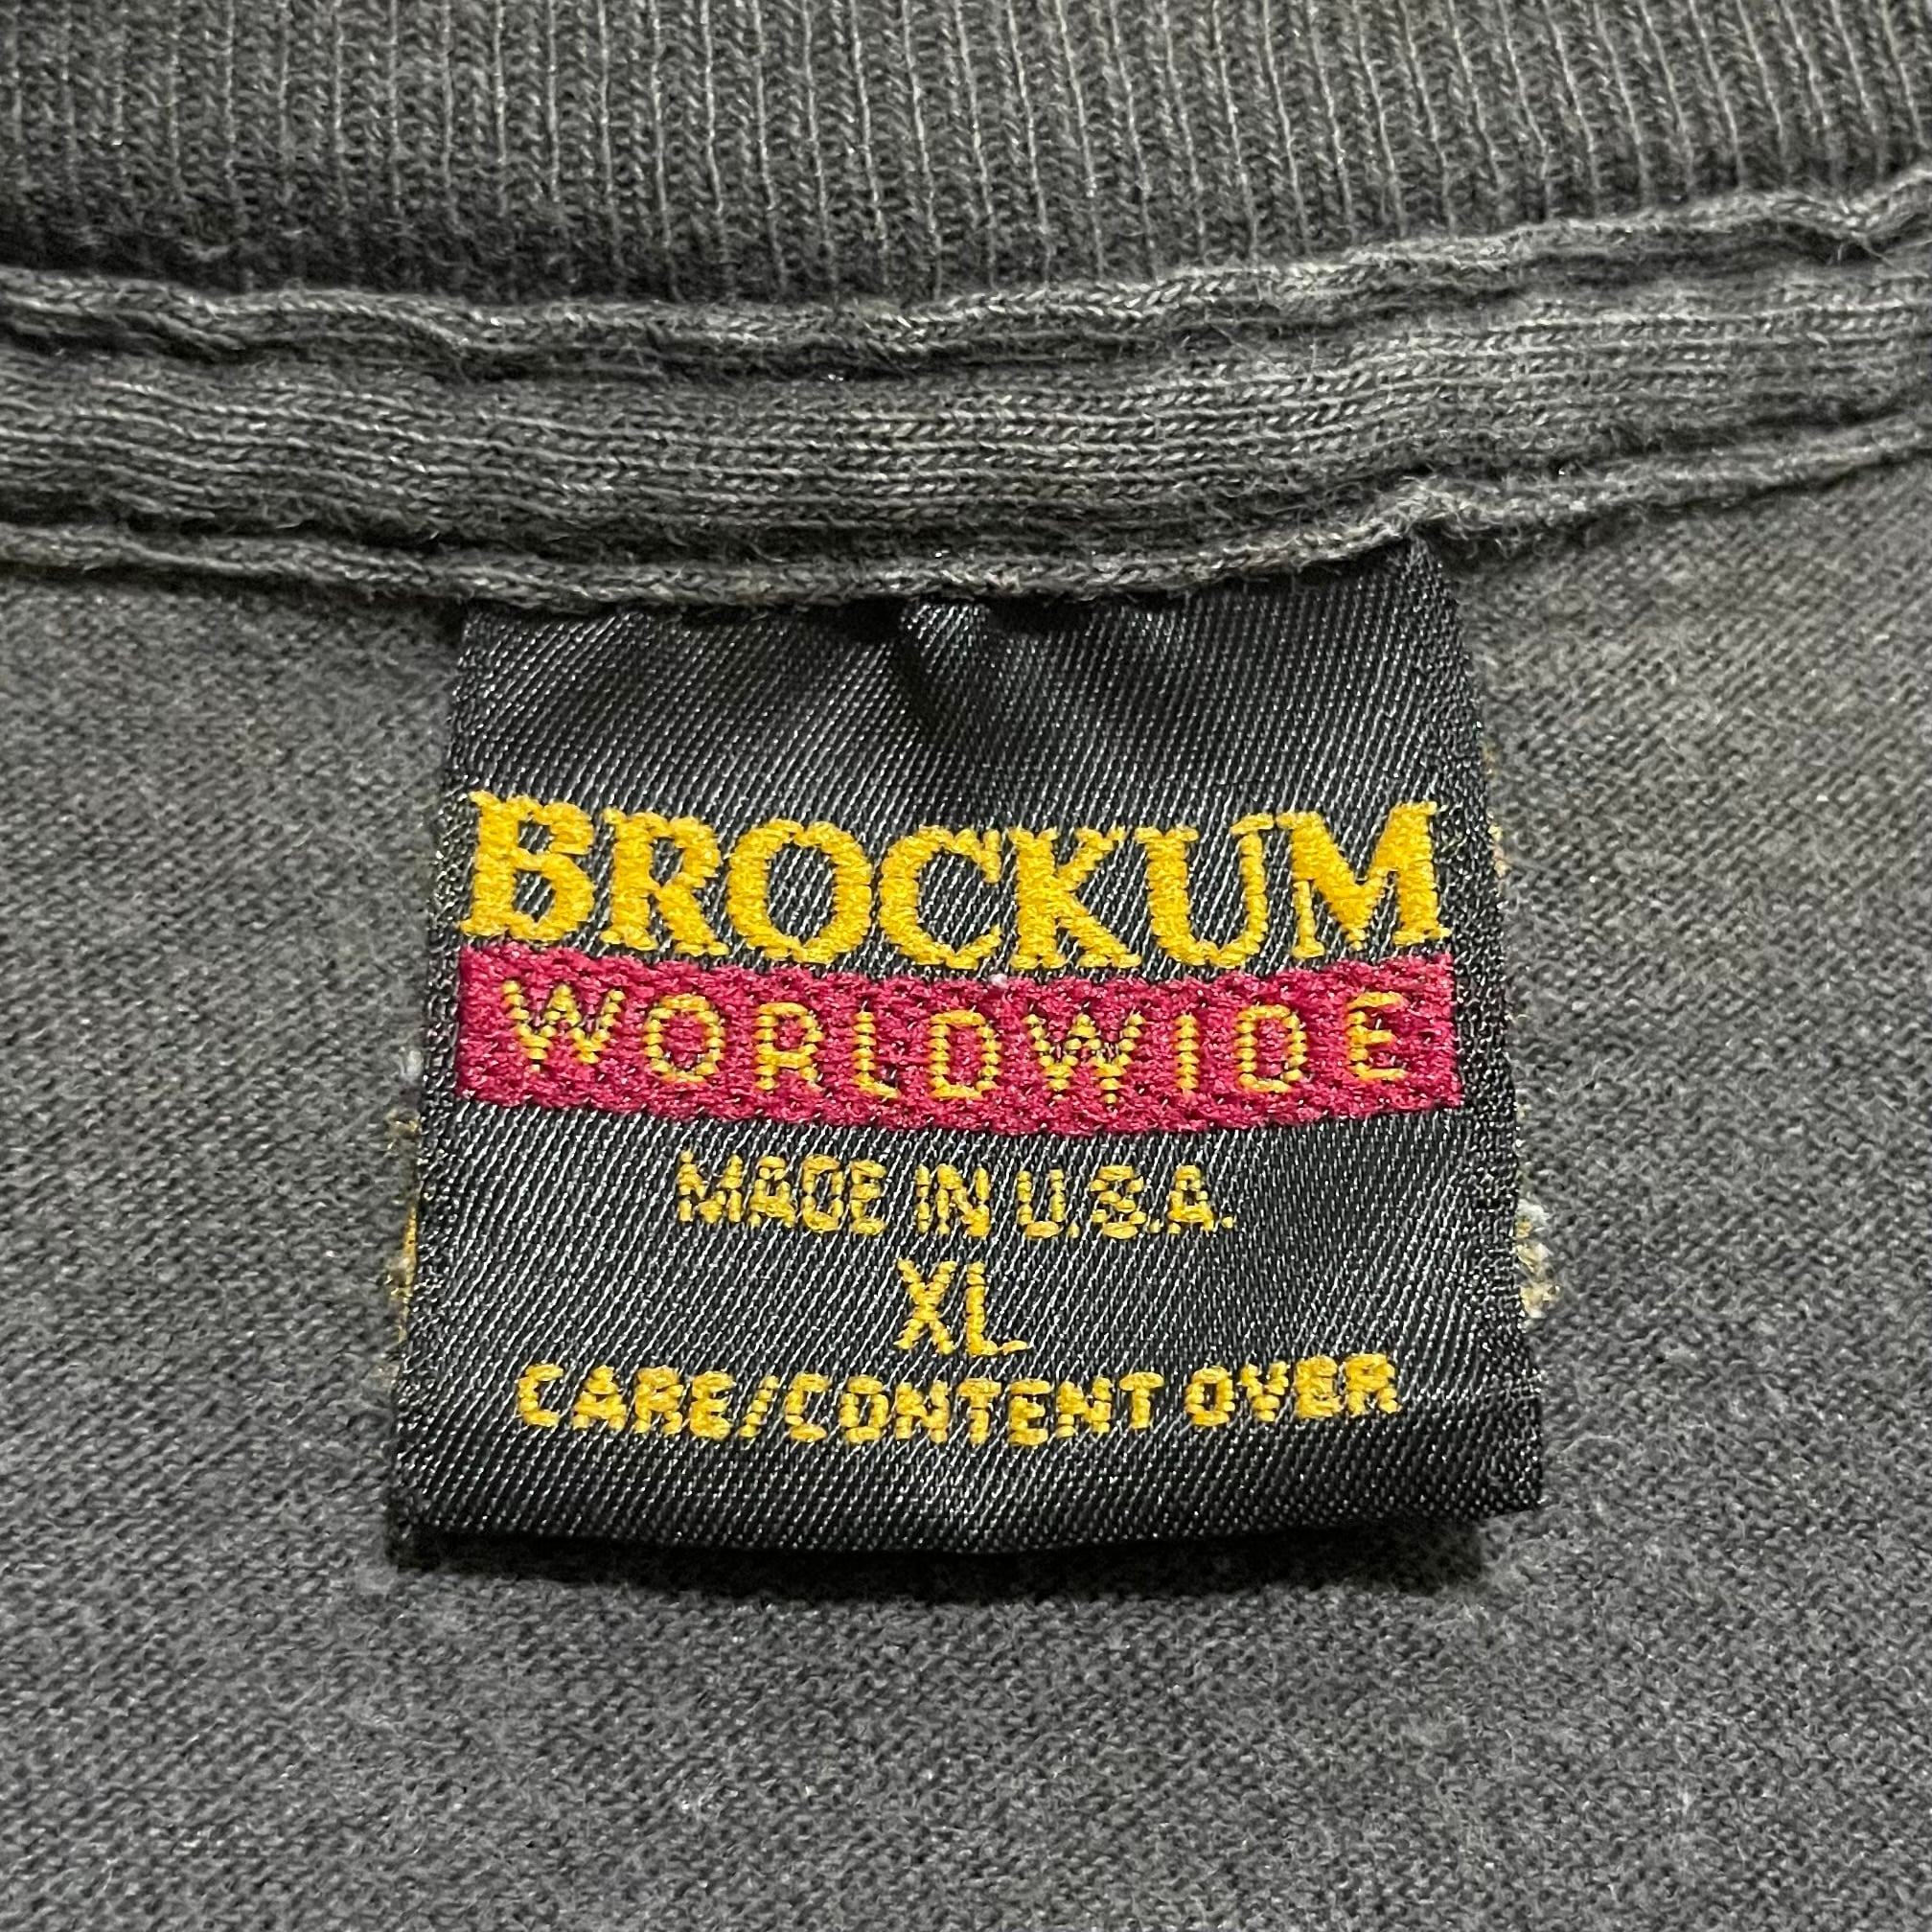 BROCKUM
WORLDWIDE
MADE IN U.S.A.
XL
CARE/CONTENT OVER